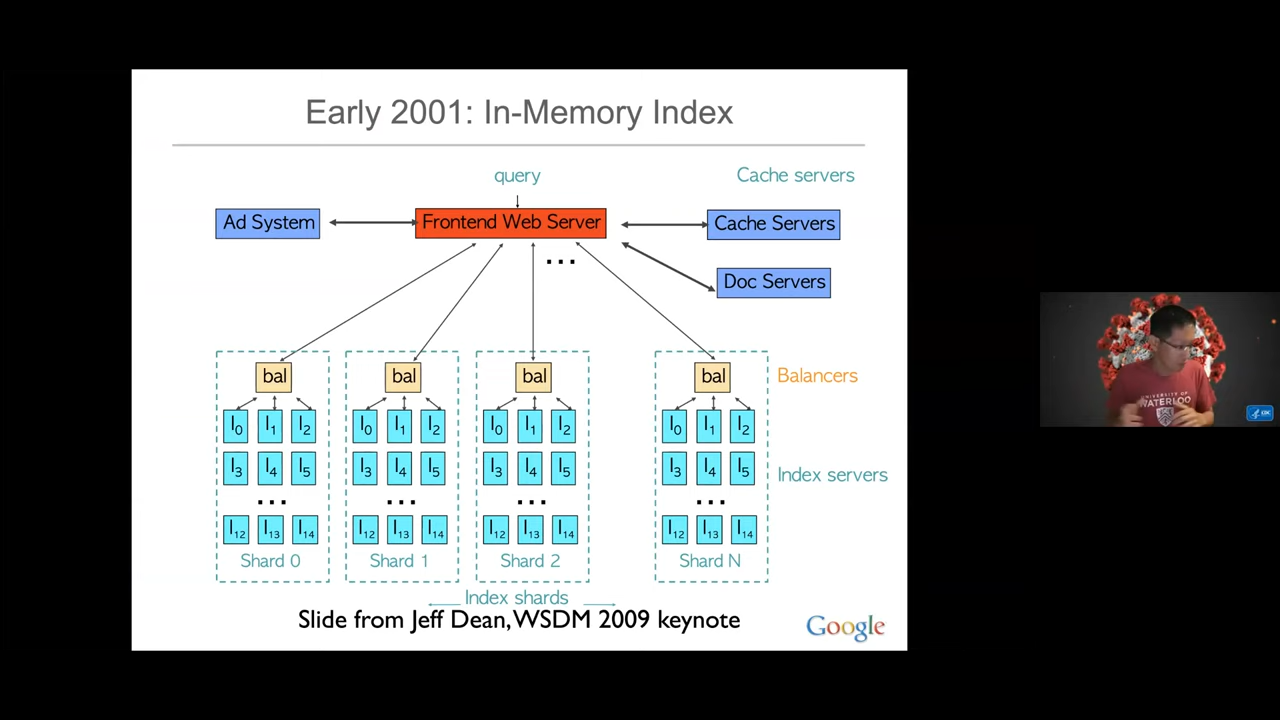 Early 2001: In-Memory Index
query
Cache servers
Ad System
Frontend Web Server
Cache Servers
...
Doc Servers
bal bal bal bal
Balancers
I0 I1 I2 I0 I1 I2 I0 I1 I2 I0 I1 I2
I3 I4 I5 I3 I4 I5 I3 I4 I5 I3 I4 I5
Index servers
... ... ... ...
I12 I13 I14 I12 I13 I14 I12 I13 I14 I12 I13 I14
Shard 0 Shard 1 Shard 2 Shard N
Index shards
Slide from Jeff Dean, WSDM 2009 keynote
Google
UNIVERSITY OF
WATERLOO
CDC